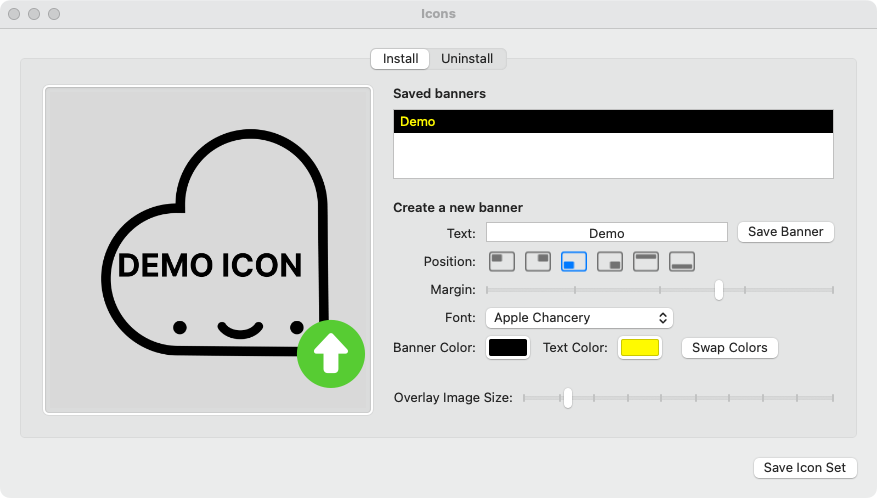 Icons
Install Uninstall
DEMO ICON
Saved banners
Demo
Create a new banner
Text: Demo Save Banner
Position:
Margin:
Font: Apple Chancery
Banner Color: Text Color: Swap Colors
Overlay Image Size:
Save Icon Set